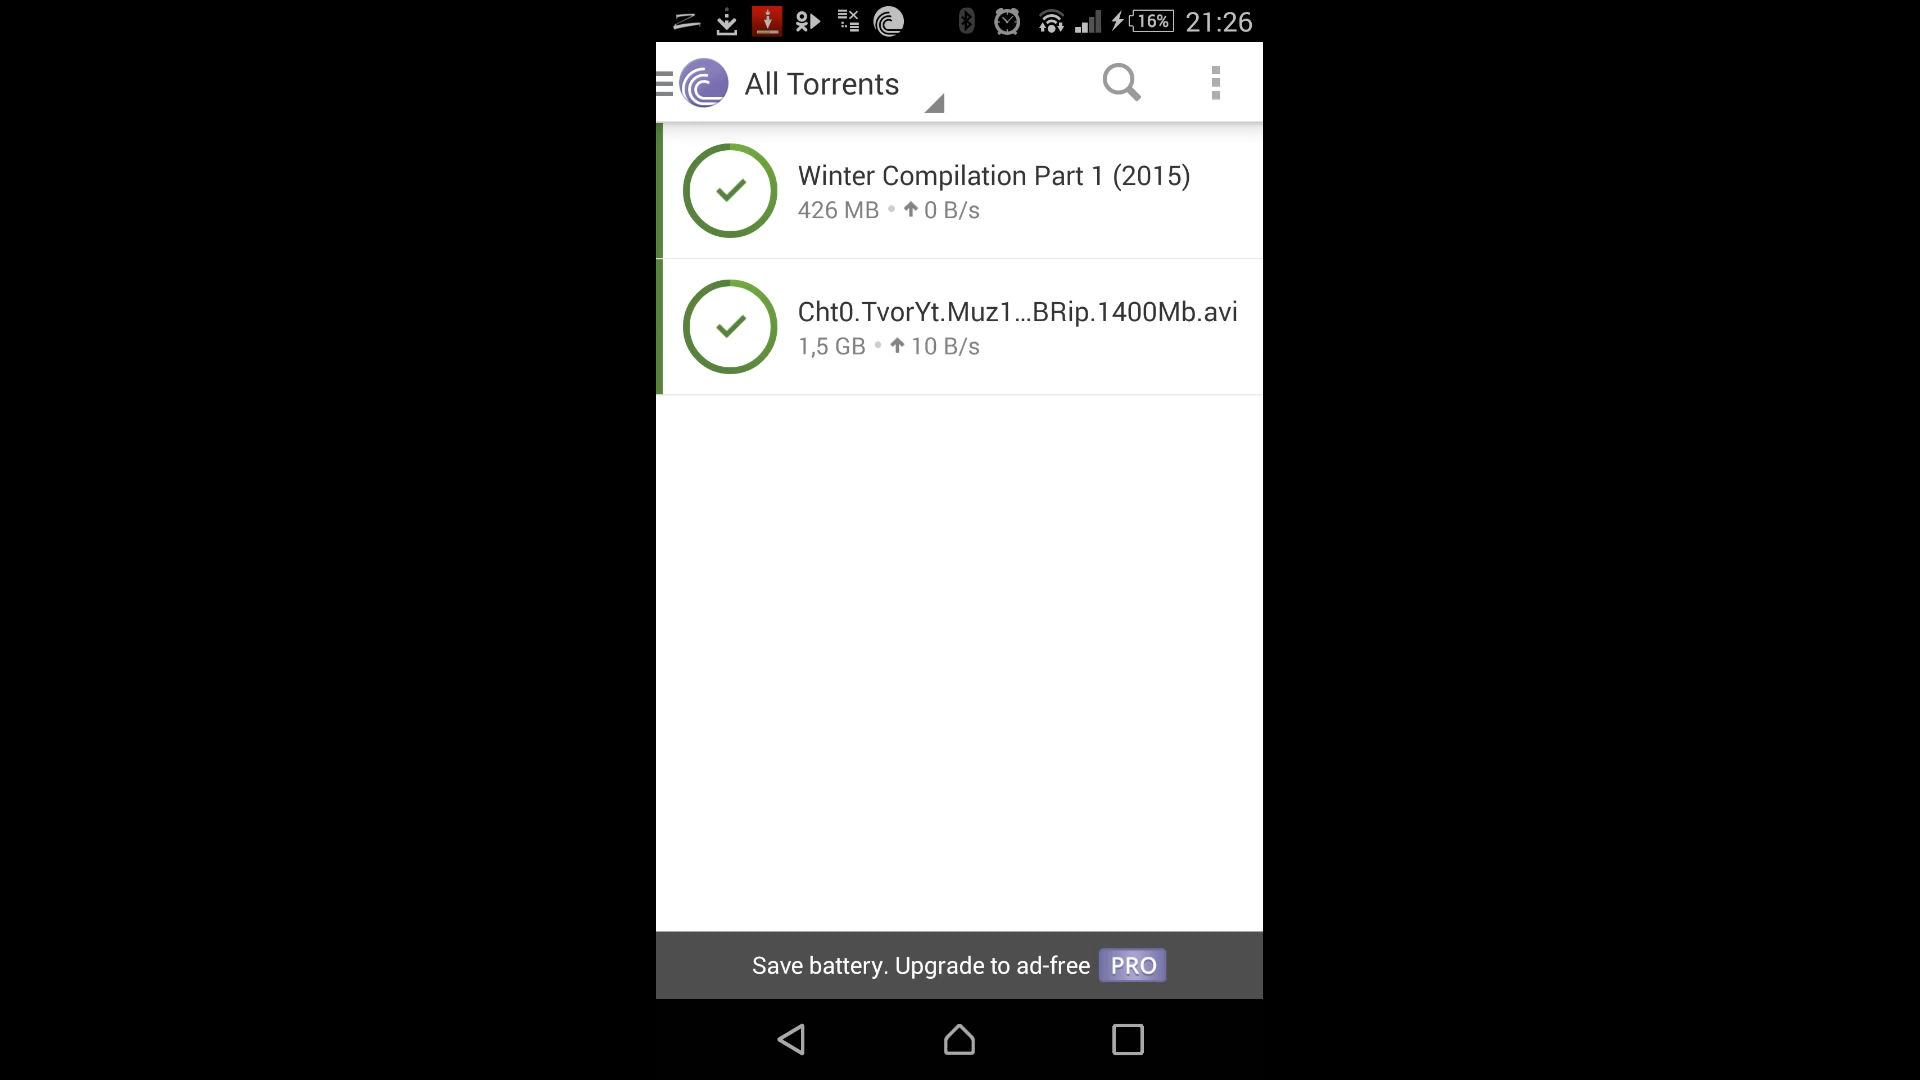 16% 21:26
All Torrents
Winter Compilation Part 1 (2015)
426 MB • ↑ 0 B/s
Cht0.TvorYt.Muz1...BRip.1400Mb.avi
1,5 GB • ↑ 10 B/s
Save battery. Upgrade to ad-free PRO